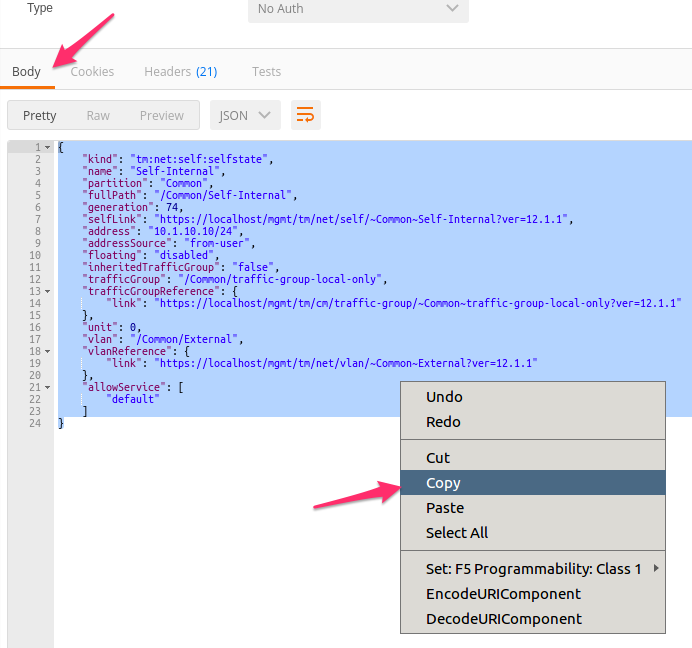 Type
No Auth
Body Cookies Headers (21) Tests
Pretty Raw Preview JSON
1 {
2 "kind": "tm:net:self:selfstate",
3 "name": "Self-Internal",
4 "partition": "Common",
5 "fullPath": "/Common/Self-Internal",
6 "generation": 74,
7 "selfLink": "https://localhost/mgmt/tm/net/self/~Common~Self-Internal?ver=12.1.1",
8 "address": "10.1.10.10/24",
9 "addressSource": "from-user",
10 "floating": "disabled",
11 "inheritedTrafficGroup": "false",
12 "trafficGroup": "/Common/traffic-group-local-only",
13 "trafficGroupReference": {
14 "link": "https://localhost/mgmt/tm/cm/traffic-group/~Common~traffic-group-local-only?ver=12.1.1"
15 },
16 "unit": 0,
17 "vlan": "/Common/External",
18 "vlanReference": {
19 "link": "https://localhost/mgmt/tm/net/vlan/~Common~External?ver=12.1.1"
20 },
21 "allowService": [
22 "default"
23 ]
24 }
Undo
Redo
Cut
Copy
Paste
Select All
Set: F5 Programmability: Class 1
EncodeURIComponent
DecodeURIComponent